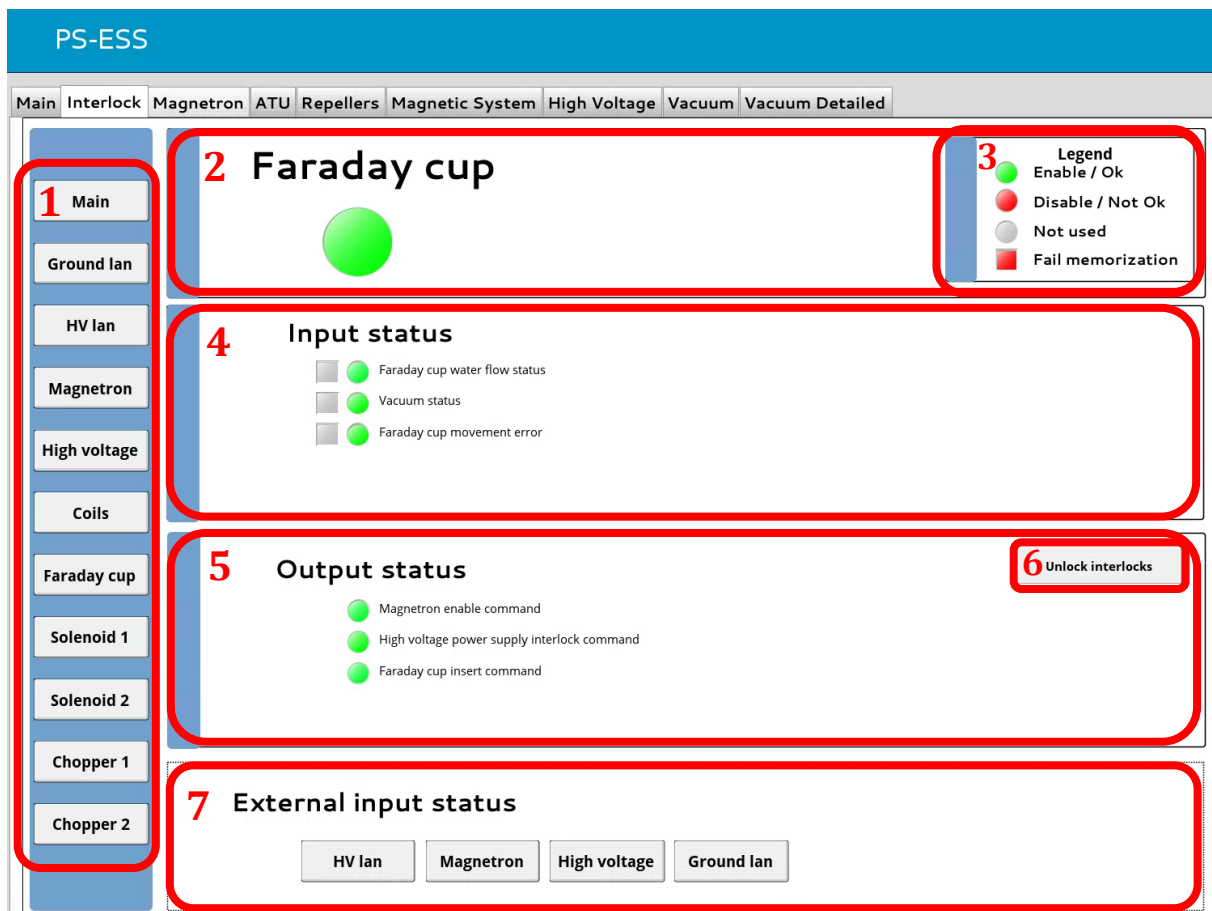 PS-ESS
Main Interlock Magnetron ATU Repellers Magnetic System High Voltage Vacuum Vacuum Detailed
1
Main
Ground lan
HV lan
Magnetron
High voltage
Coils
Faraday cup
Solenoid 1
Solenoid 2
Chopper 1
Chopper 2
2 Faraday cup
3 Legend
Enable / Ok
Disable / Not Ok
Not used
Fail memorization
4 Input status
Faraday cup water flow status
Vacuum status
Faraday cup movement error
5 Output status
6 Unlock interlocks
Magnetron enable command
High voltage power supply interlock command
Faraday cup insert command
7 External input status
HV lan Magnetron High voltage Ground lan